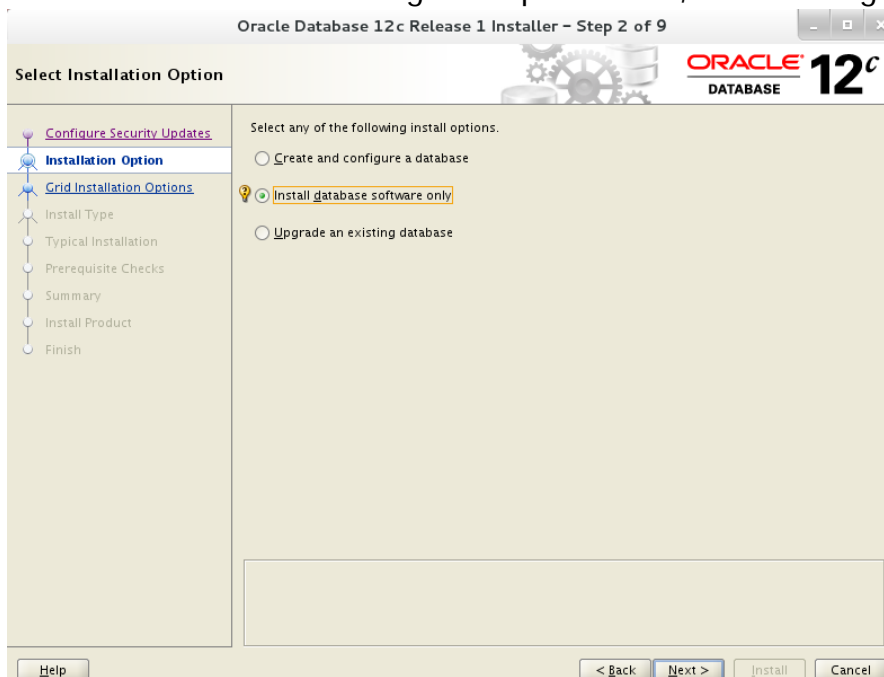 Oracle Database 12c Release 1 Installer - Step 2 of 9
Select Installation Option
ORACLE
DATABASE
12c
Configure Security Updates
Installation Option
Grid Installation Options
Install Type
Typical Installation
Prerequisite Checks
Summary
Install Product
Finish
Select any of the following install options.
Create and configure a database
Install database software only
Upgrade an existing database
Help
< Back
Next >
Install
Cancel